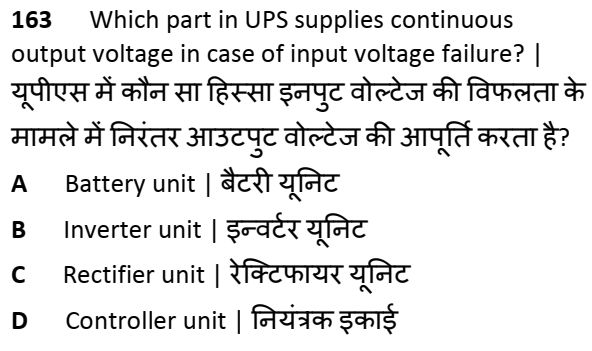 163 Which part in UPS supplies continuous
output voltage in case of input voltage failure? |
यूपीएस में कौन सा हिस्सा इनपुट वोल्टेज की विफलता के
मामले में निरंतर आउटपुट वोल्टेज की आपूर्ति करता है?
A Battery unit | बैटरी यूनिट
B Inverter unit | इन्वर्टर यूनिट
C Rectifier unit | रेक्टिफायर यूनिट
D Controller unit | नियंत्रक इकाई